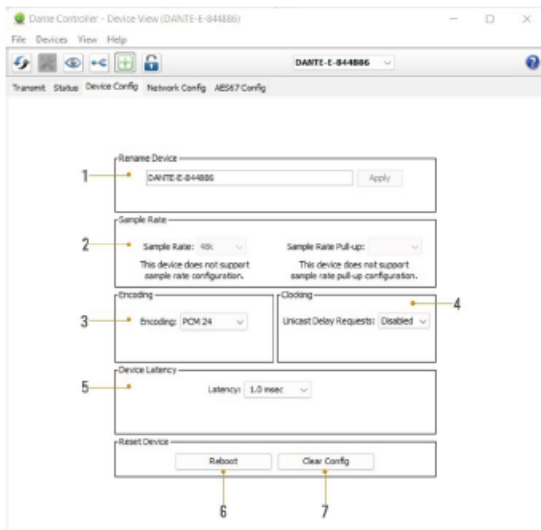 Dante Controller - Device View (DANTE-E-844886)
File Devices View Help
DANTE-E-844886
Transmit Status Device Config Network Config AES67 Config
Rename Device
1
DANTE-E-844886 Apply
Sample Rate
2
Sample Rate: 48k Sample Rate Pull-up:
This device does not support This device does not support
sample rate configuration. sample rate pull-up configuration.
Encoding Clocking
4
3
Encoding: PCM 24 Unicast Delay Requests: Disabled
Device Latency
5
Latency: 1.0 msec
Reset Device
Reboot Clear Config
6 7